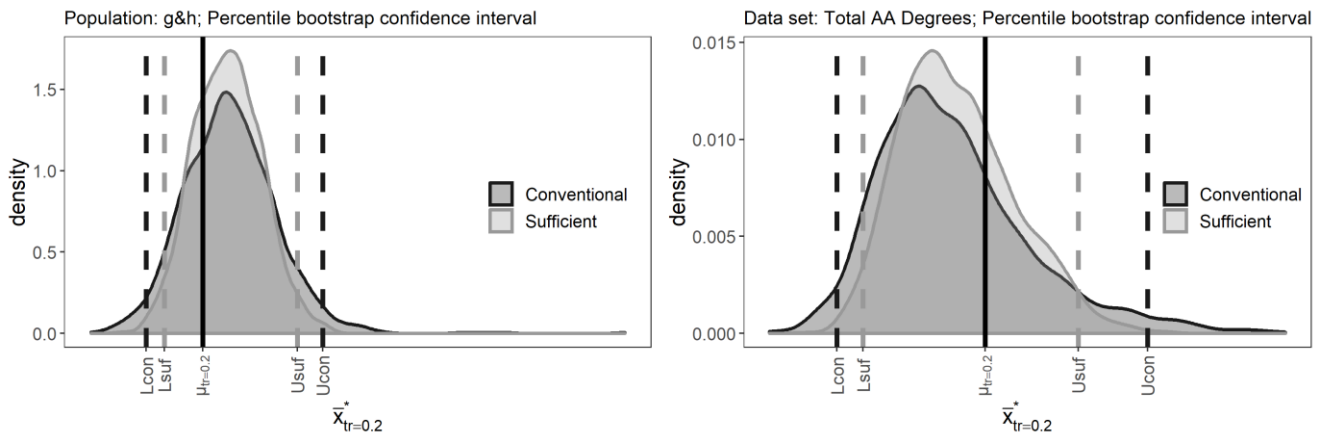 Population: g&h; Percentile bootstrap confidence interval
density
1.5
1.0
0.5
0.0
Conventional
Sufficient
Lcon
Lsuf
μtr=0.2
Usuf
Ucon
x̄*tr=0.2
Data set: Total AA Degrees; Percentile bootstrap confidence interval
density
0.015
0.010
0.005
0.000
Conventional
Sufficient
Lcon
Lsuf
μtr=0.2
Usuf
Ucon
x̄*tr=0.2